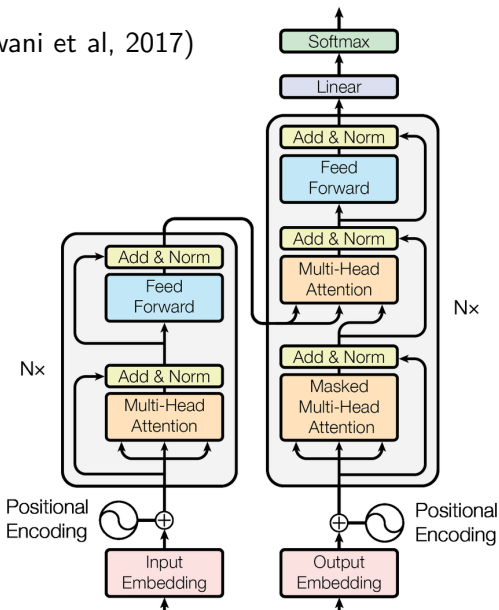 wani et al, 2017)
Softmax
Linear
Add & Norm
Feed
Forward
Add & Norm
Multi-Head
Attention
Add & Norm
Masked
Multi-Head
Attention
N×
Add & Norm
Feed
Forward
Add & Norm
Multi-Head
Attention
N×
Positional
Encoding
Positional
Encoding
Input
Embedding
Output
Embedding